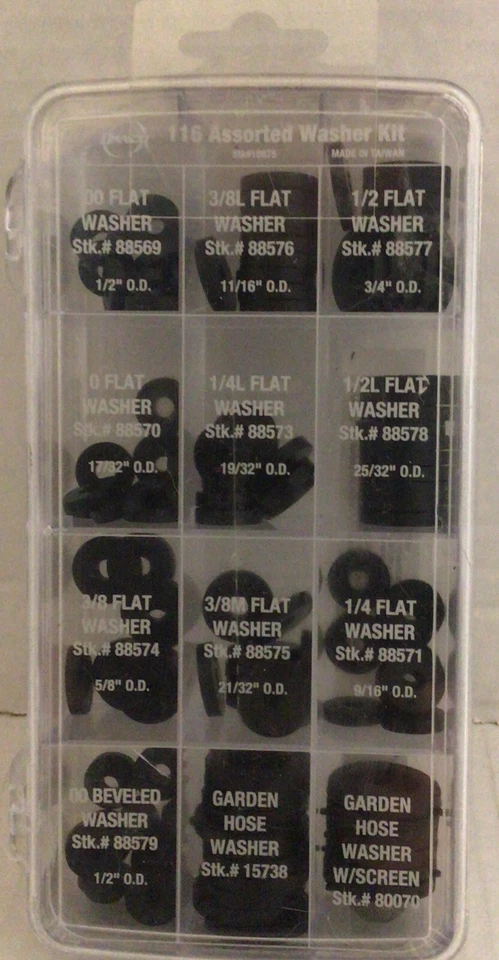 116 Assorted Washer Kit
MADE IN TAIWAN
00 FLAT
WASHER
Stk.# 88569
1/2" O.D.
3/8L FLAT
WASHER
Stk.# 88576
11/16" O.D.
1/2 FLAT
WASHER
Stk.# 88577
3/4" O.D.
0 FLAT
WASHER
Stk.# 88570
17/32" O.D.
1/4L FLAT
WASHER
Stk.# 88573
19/32" O.D.
1/2L FLAT
WASHER
Stk.# 88578
25/32" O.D.
3/8 FLAT
WASHER
Stk.# 88574
5/8" O.D.
3/8M FLAT
WASHER
Stk.# 88575
21/32" O.D.
1/4 FLAT
WASHER
Stk.# 88571
9/16" O.D.
00 BEVELED
WASHER
Stk.# 88579
1/2" O.D.
GARDEN
HOSE
WASHER
Stk.# 15738
GARDEN
HOSE
WASHER
W/SCREEN
Stk.# 80070